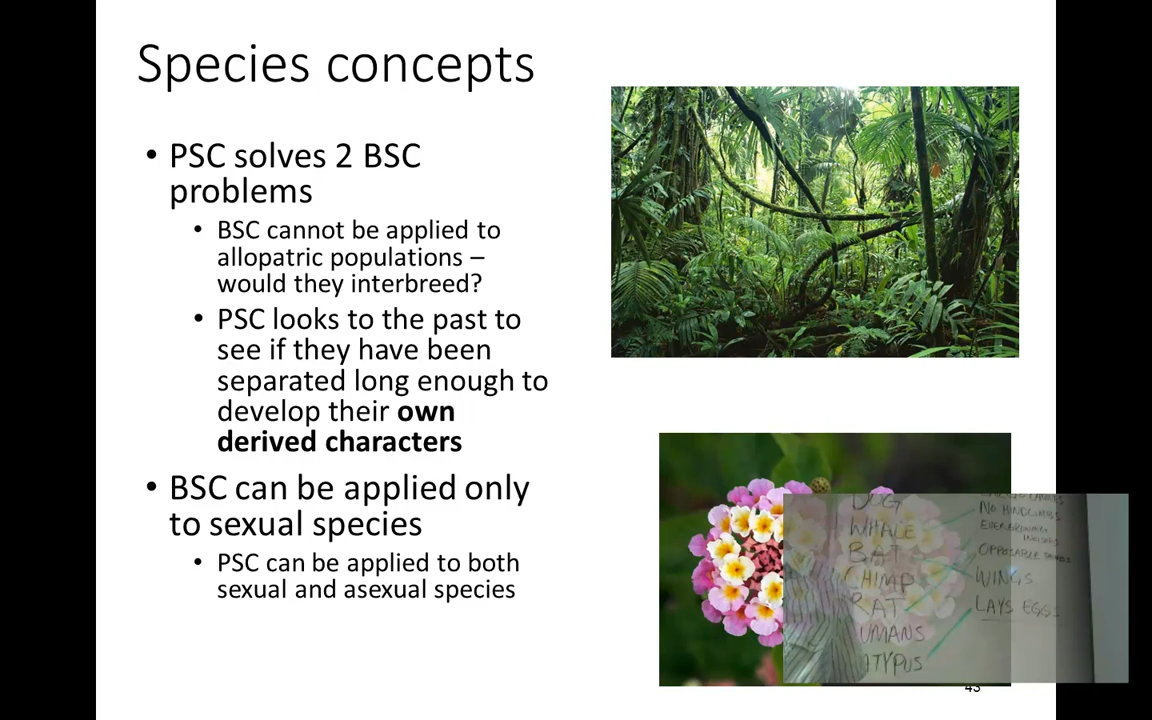 Species concepts
• PSC solves 2 BSC
problems
• BSC cannot be applied to
allopatric populations –
would they interbreed?
• PSC looks to the past to
see if they have been
separated long enough to
develop their own
derived characters
• BSC can be applied only
to sexual species
• PSC can be applied to both
sexual and asexual species
DOG
WHALE
BAT
CHIMP
RAT
UMANS
TYPUS
NO HINDLIMBS
OPPOSABLE
WINGS
LAYS EGGS
43